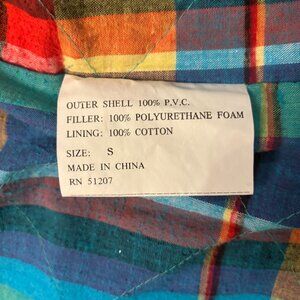 OUTER SHELL 100% P.V.C.
FILLER: 100% POLYURETHANE FOAM
LINING: 100% COTTON
SIZE: S
MADE IN CHINA
RN 51207